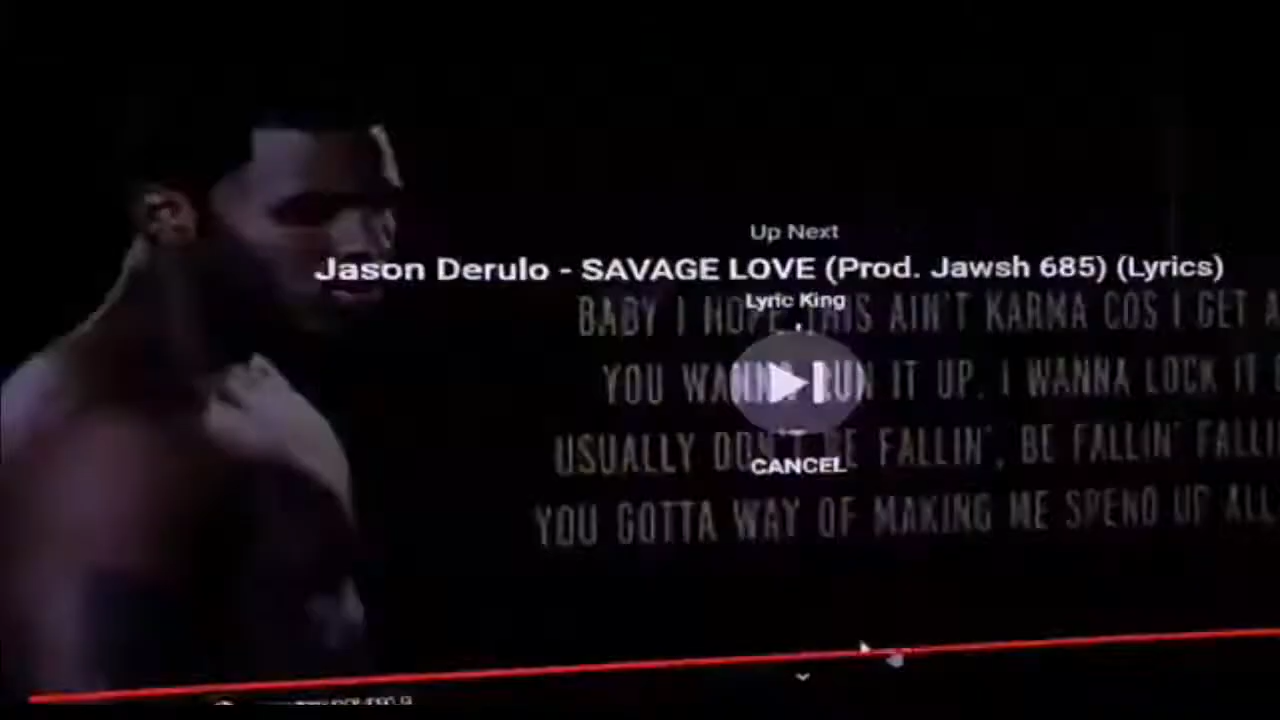 Up Next
Jason Derulo - SAVAGE LOVE (Prod. Jawsh 685) (Lyrics)
Lyric King
BABY I HOPE THIS AIN'T KARMA COS I GET A
YOU WANNA RUN IT UP, I WANNA LOCK IT
USUALLY DON'T BE FALLIN', BE FALLIN' FALLI
CANCEL
YOU GOTTA WAY OF MAKING ME SPEND UP ALL